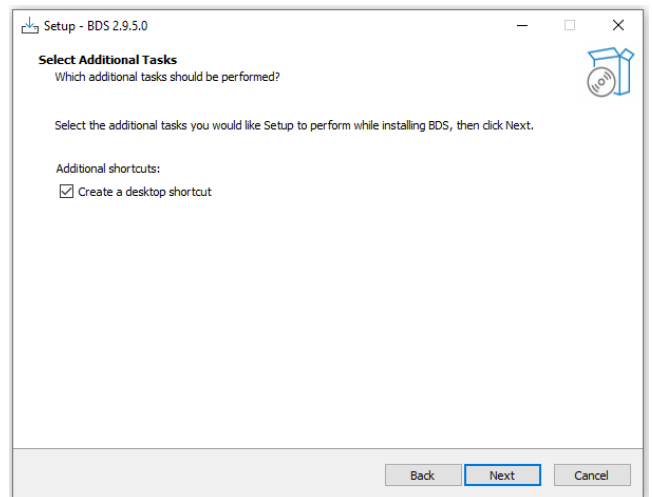 Setup - BDS 2.9.5.0
Select Additional Tasks
Which additional tasks should be performed?
Select the additional tasks you would like Setup to perform while installing BDS, then click Next.
Additional shortcuts:
Create a desktop shortcut
Back Next Cancel